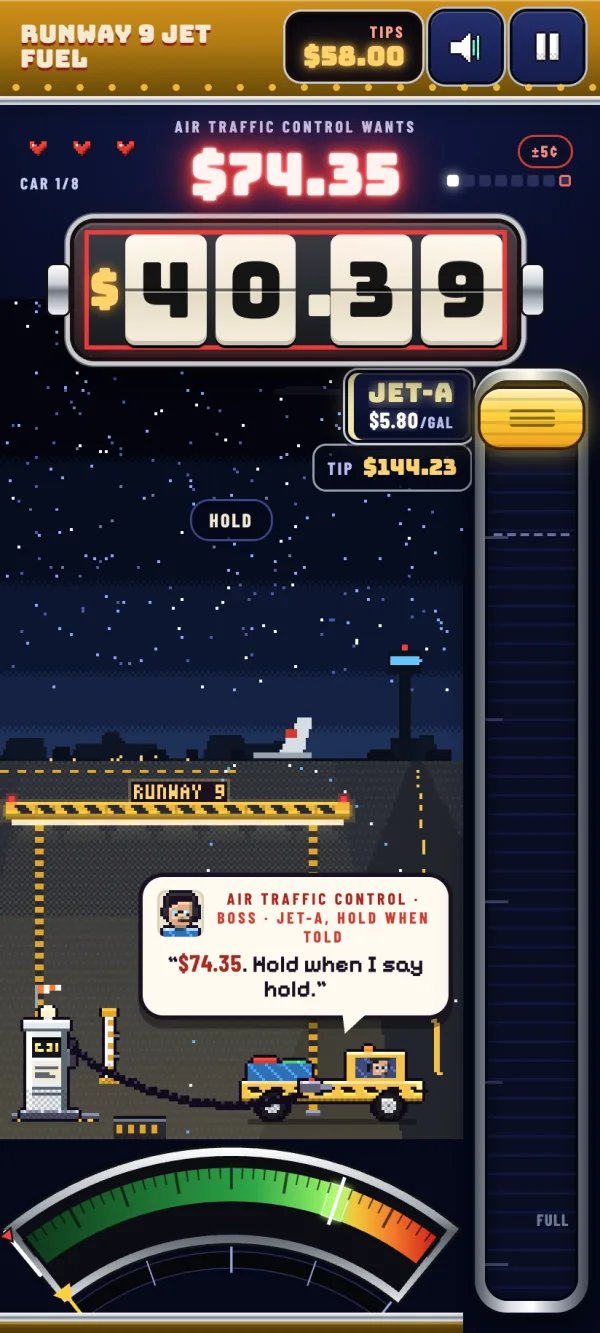 RUNWAY 9 JET
FUEL
TIPS
$58.00
AIR TRAFFIC CONTROL WANTS
$74.35
±5¢
CAR 1/8
$40.39
JET-A
$5.80/GAL
TIP $144.23
HOLD
RUNWAY 9
AIR TRAFFIC CONTROL ·
BOSS · JET-A, HOLD WHEN
TOLD
"$74.35. Hold when I say
hold."
FULL